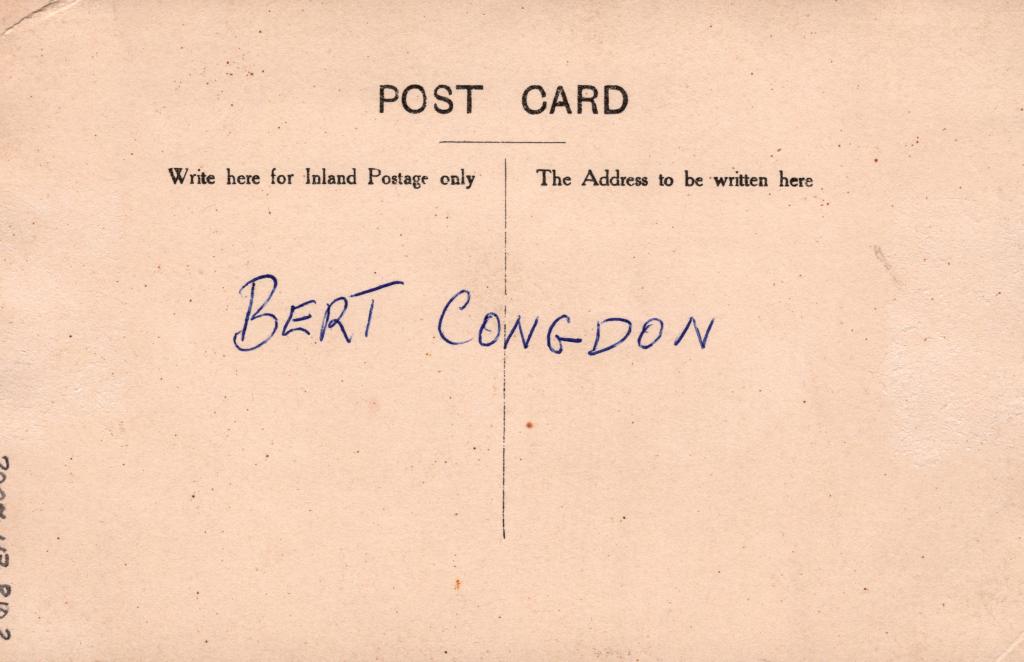 POST CARD
Write here for Inland Postage only
The Address to be written here
BERT CONGDON